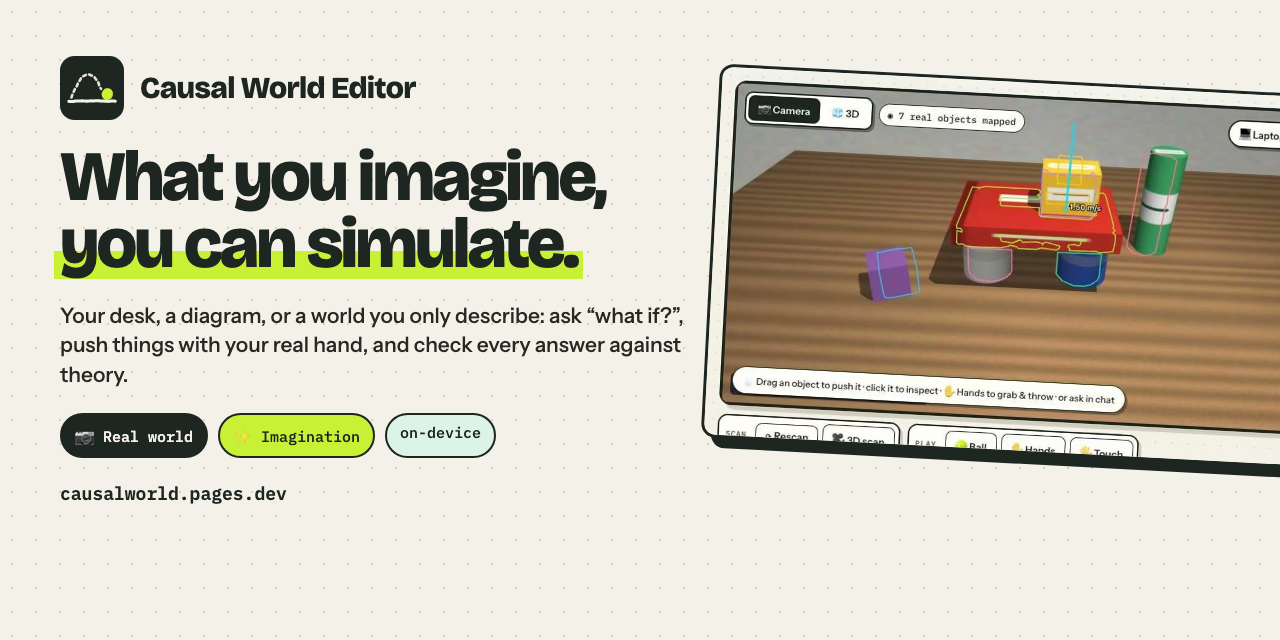 Causal World Editor
What you imagine,
you can simulate.
Your desk, a diagram, or a world you only describe: ask “what if?”,
push things with your real hand, and check every answer against
theory.
📷 Real world
✨ Imagination
on-device
causalworld.pages.dev
📷 Camera
🧊 3D
◉ 7 real objects mapped
1.50 m/s
Drag an object to push it · click it to inspect · ✋ Hands to grab & throw · or ask in chat
SCAN
Rescan
3D scan
PLAY
Ball
Hands
Touch